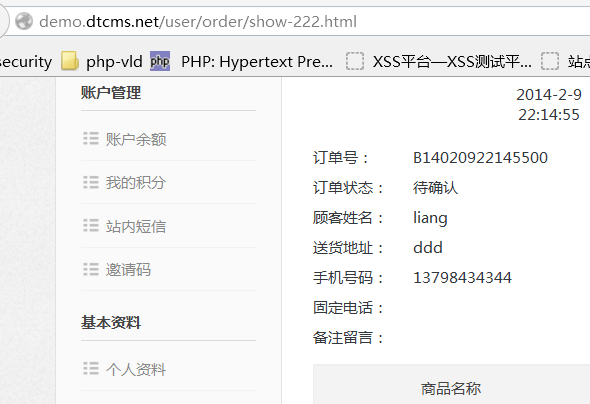 demo.dtcms.net/user/order/show-222.html
security php-vld PHP: Hypertext Pre... XSS平台—XSS测试平... 站点
账户管理
账户余额
我的积分
站内短信
邀请码
基本资料
个人资料
2014-2-9
22:14:55
订单号： B14020922145500
订单状态： 待确认
顾客姓名： liang
送货地址： ddd
手机号码： 13798434344
固定电话：
备注留言：
商品名称